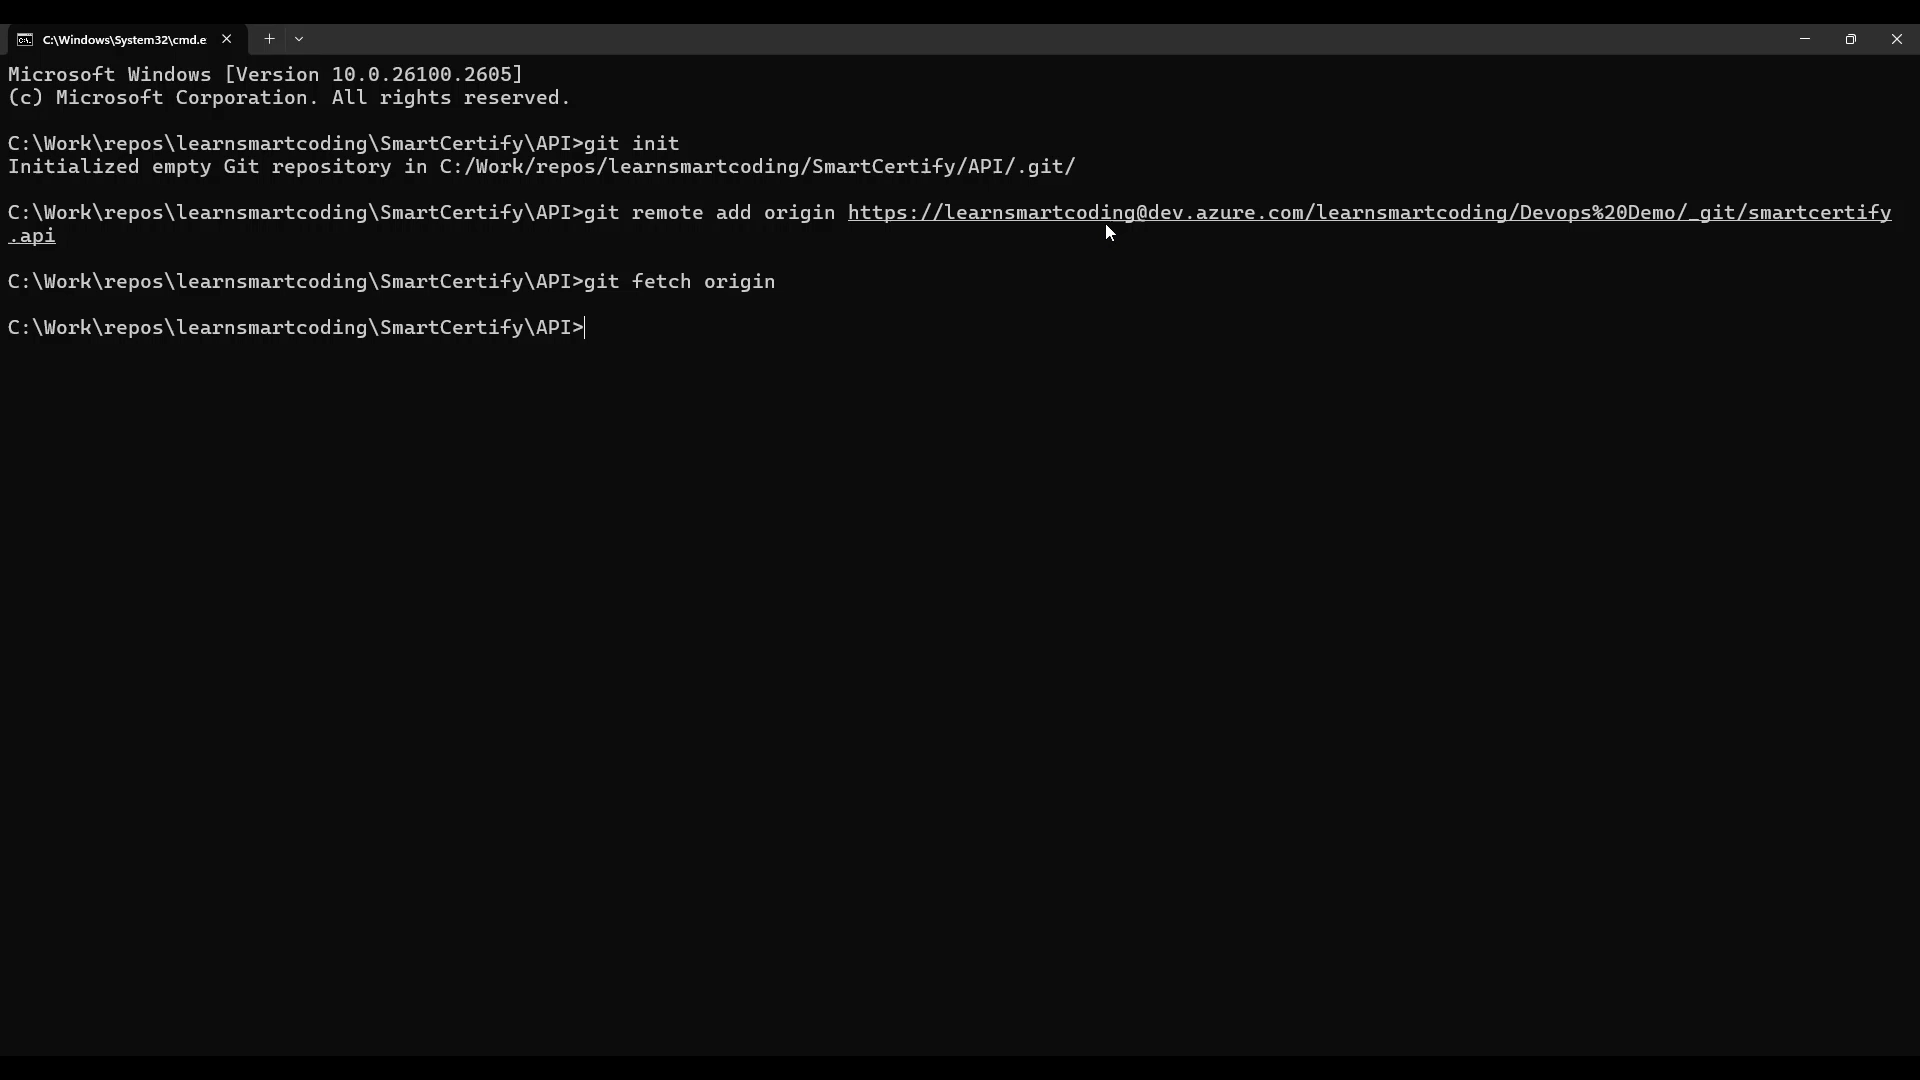 C:\Windows\System32\cmd.e
Microsoft Windows [Version 10.0.26100.2605]
(c) Microsoft Corporation. All rights reserved.
C:\Work\repos\learnsmartcoding\SmartCertify\API>git init
Initialized empty Git repository in C:/Work/repos/learnsmartcoding/SmartCertify/API/.git/
C:\Work\repos\learnsmartcoding\SmartCertify\API>git remote add origin https://learnsmartcoding@dev.azure.com/learnsmartcoding/Devops%20Demo/_git/smartcertify
.api
C:\Work\repos\learnsmartcoding\SmartCertify\API>git fetch origin
C:\Work\repos\learnsmartcoding\SmartCertify\API>